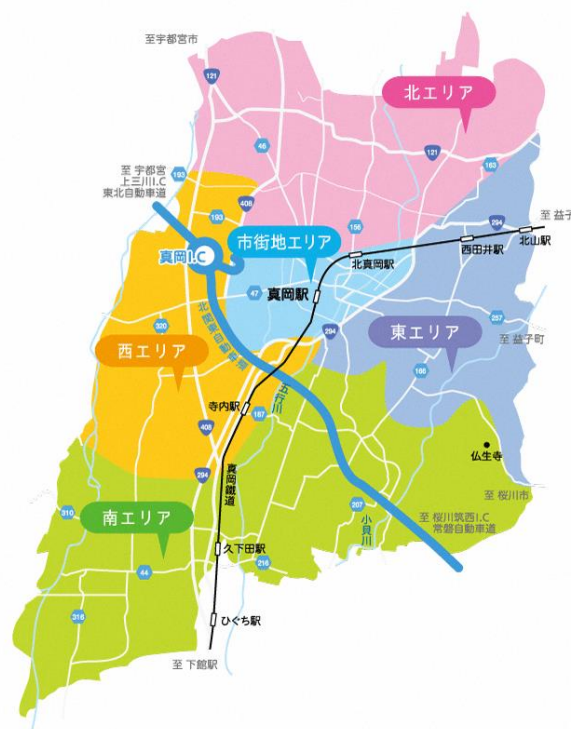 至宇都宮市
121
北エリア
46
121
163
至 宇都宮
上三川I.C
東北自動車道
193
193
408
156
294
至 益子
北山駅
西田井駅
市街地エリア
北真岡駅
真岡I.C
真岡駅
47
北関東自動車道
320
294
東エリア
257
至 益子町
西エリア
166
五行川
寺内駅
167
408
仏生寺
294
真岡鐵道
至 桜川市
310
南エリア
207
小貝川
至 桜川筑西I.C
常磐自動車道
久下田駅
216
44
316
ひぐち駅
至 下館駅